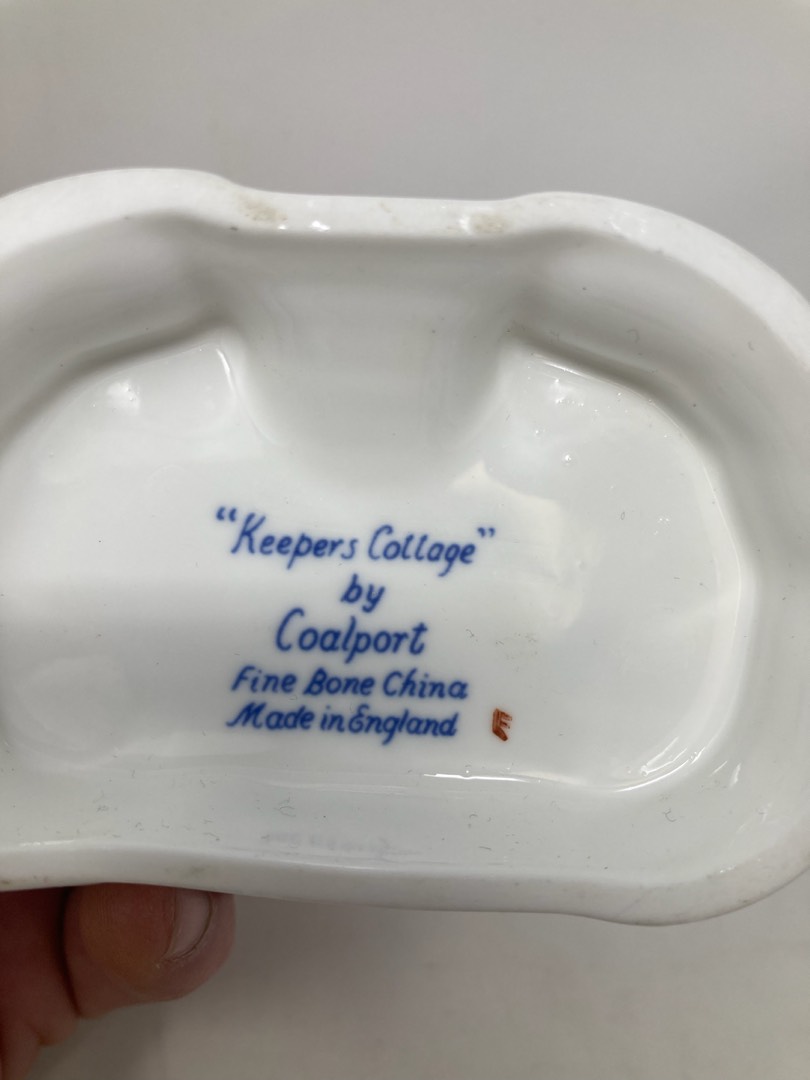 "Keepers Collage"
by
Coalport
Fine Bone China
Made in England E